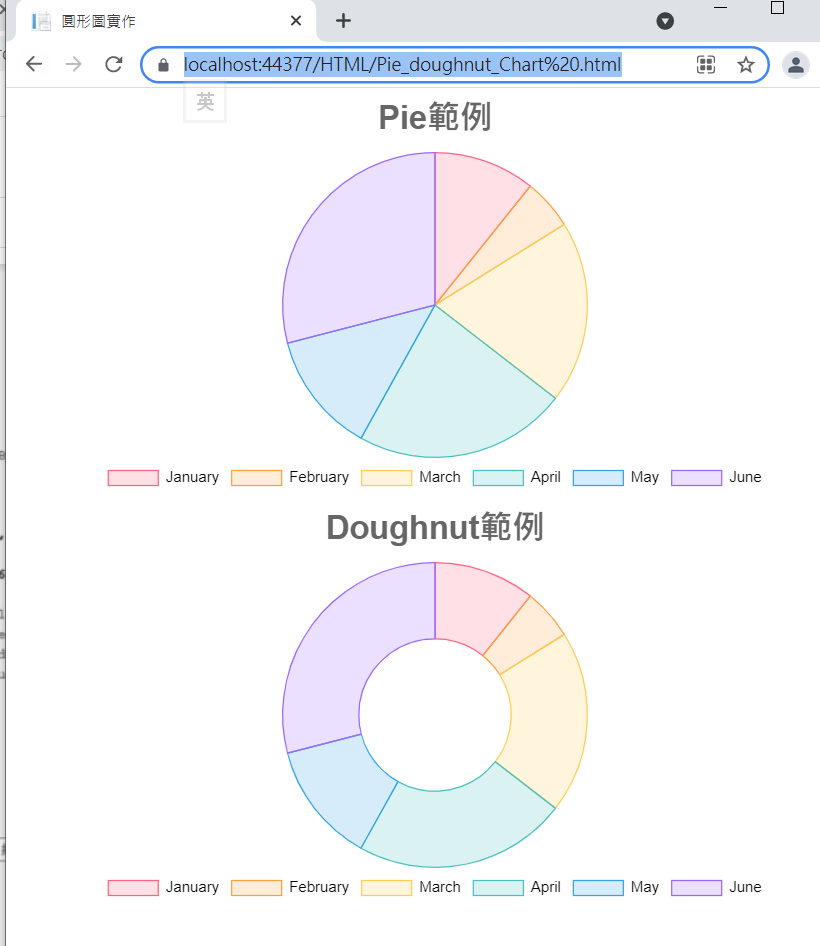 圓形圖實作
localhost:44377/HTML/Pie_doughnut_Chart%20.html
英
Pie範例
January February March April May June
Doughnut範例
January February March April May June